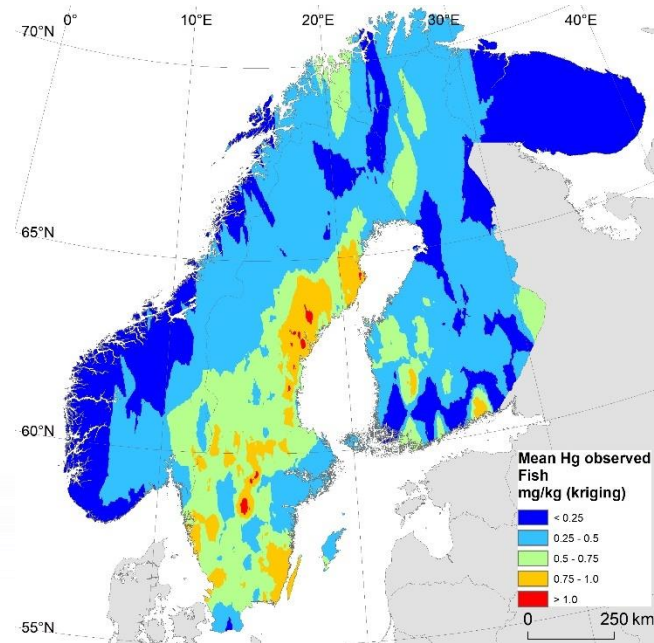 0° 10°E 20°E 30°E 40°E
70°N
65°N
60°N
55°N
Mean Hg observed
Fish
mg/kg (kriging)
< 0.25
0.25 - 0.5
0.5 - 0.75
0.75 - 1.0
> 1.0
0 250 km